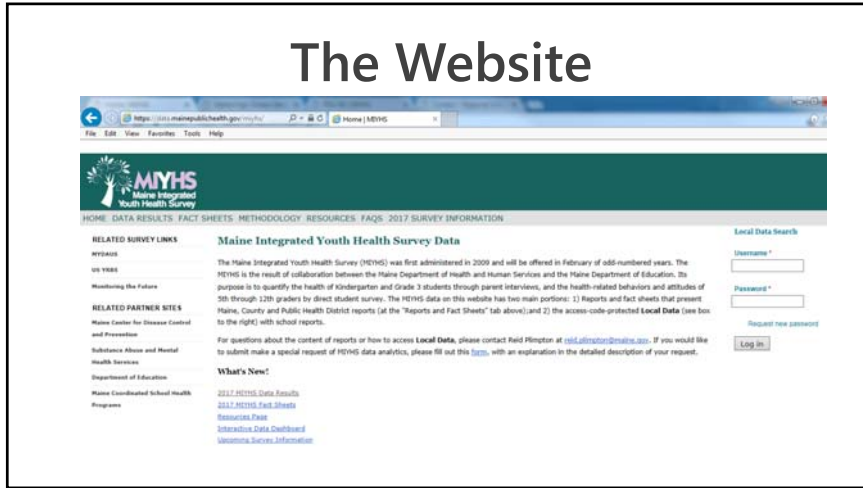 The Website
https://data.mainepublichealth.gov/miyhs/
Home | MIYHS
File Edit View Favorites Tools Help
MIYHS
Maine Integrated
Youth Health Survey
HOME DATA RESULTS FACT SHEETS METHODOLOGY RESOURCES FAQS 2017 SURVEY INFORMATION
RELATED SURVEY LINKS
MYDAUS
US YRBS
Monitoring the Future
RELATED PARTNER SITES
Maine Center for Disease Control
and Prevention
Substance Abuse and Mental
Health Services
Department of Education
Maine Coordinated School Health
Programs
Maine Integrated Youth Health Survey Data
The Maine Integrated Youth Health Survey (MIYHS) was first administered in 2009 and will be offered in February of odd-numbered years. The
MIYHS is the result of collaboration between the Maine Department of Health and Human Services and the Maine Department of Education. Its
purpose is to quantify the health of Kindergarten and Grade 3 students through parent interviews, and the health-related behaviors and attitudes of
5th through 12th graders by direct student survey. The MIYHS data on this website has two main portions: 1) Reports and fact sheets that present
Maine, County and Public Health District reports (at the "Reports and Fact Sheets" tab above);and 2) the access-code-protected Local Data (see box
to the right) with school reports.
For questions about the content of reports or how to access Local Data, please contact Reid Plimpton at reid.plimpton@maine.gov. If you would like
to submit make a special request of MIYHS data analytics, please fill out this form, with an explanation in the detailed description of your request.
What's New!
2017 MIYHS Data Results
2017 MIYHS Fact Sheets
Resources Page
Interactive Data Dashboard
Upcoming Survey Information
Local Data Search
Username *
Password *
Request new password
Log in